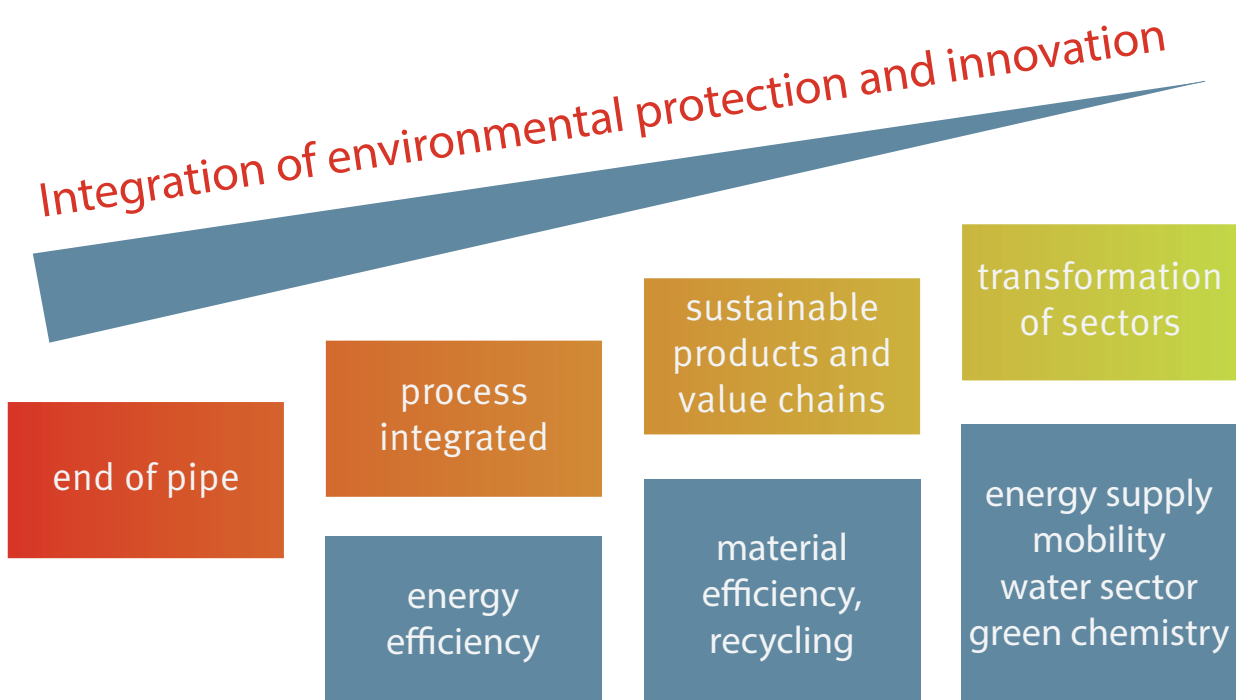 Integration of environmental protection and innovation
end of pipe
process
integrated
energy
efficiency
sustainable
products and
value chains
material
efficiency,
recycling
transformation
of sectors
energy supply
mobility
water sector
green chemistry